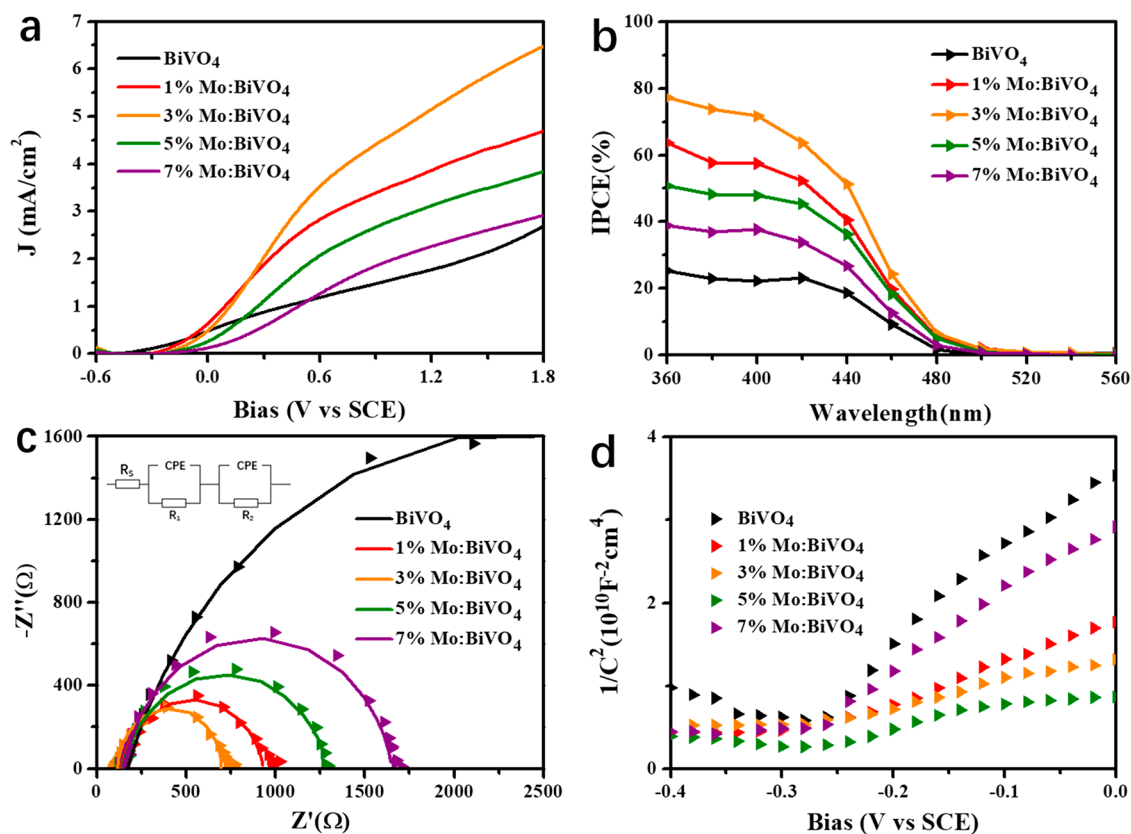 a
7
6
5
4
3
2
1
0
J (mA/cm²)
BiVO₄
1% Mo:BiVO₄
3% Mo:BiVO₄
5% Mo:BiVO₄
7% Mo:BiVO₄
-0.6 0.0 0.6 1.2 1.8
Bias (V vs SCE)
b
100
80
60
40
20
0
IPCE(%)
BiVO₄
1% Mo:BiVO₄
3% Mo:BiVO₄
5% Mo:BiVO₄
7% Mo:BiVO₄
360 400 440 480 520 560
Wavelength(nm)
c
1600
1200
800
400
0
-Z''(Ω)
CPE CPE
R_S
R₁ R₂
BiVO₄
1% Mo:BiVO₄
3% Mo:BiVO₄
5% Mo:BiVO₄
7% Mo:BiVO₄
0 500 1000 1500 2000 2500
Z'(Ω)
d
4
2
0
1/C² (10¹⁰F⁻²cm⁴)
BiVO₄
1% Mo:BiVO₄
3% Mo:BiVO₄
5% Mo:BiVO₄
7% Mo:BiVO₄
-0.4 -0.3 -0.2 -0.1 0.0
Bias (V vs SCE)